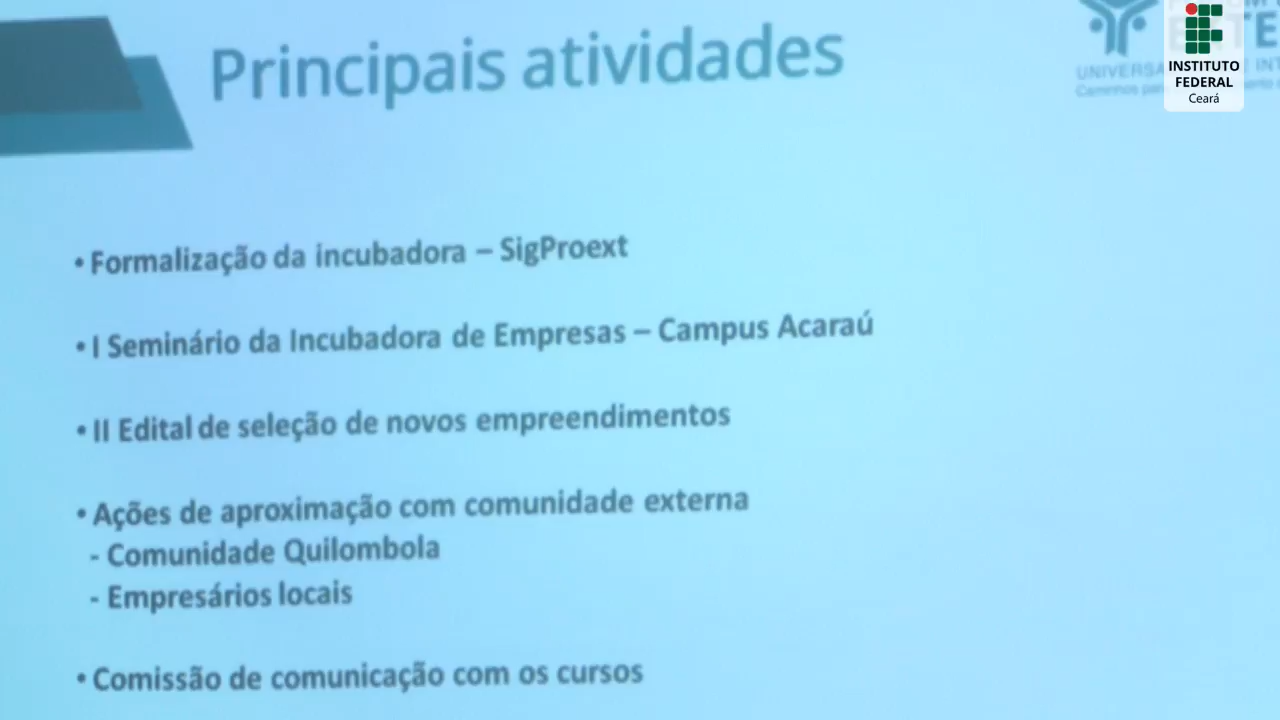 Principais atividades
INSTITUTO
FEDERAL
Ceará
• Formalização da incubadora – SigProext
• I Seminário da Incubadora de Empresas – Campus Acaraú
• II Edital de seleção de novos empreendimentos
• Ações de aproximação com comunidade externa
- Comunidade Quilombola
- Empresários locais
• Comissão de comunicação com os cursos